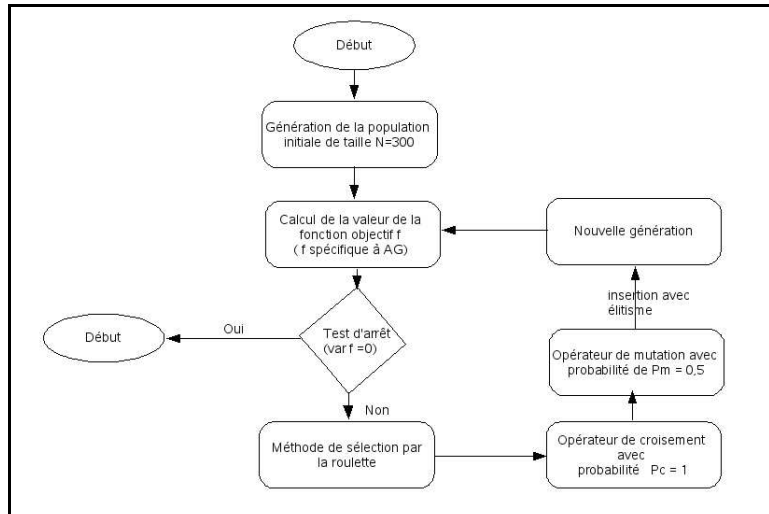 Début
Génération de la population
initiale de taille N=300
Calcul de la valeur de la
fonction objectif f
( f spécifique à AG)
Nouvelle génération
insertion avec
élitisme
Test d'arrêt
(var f =0)
Oui
Début
Opérateur de mutation avec
probabilité de Pm = 0,5
Non
Méthode de sélection par
la roulette
Opérateur de croisement
avec
probabilité Pc = 1